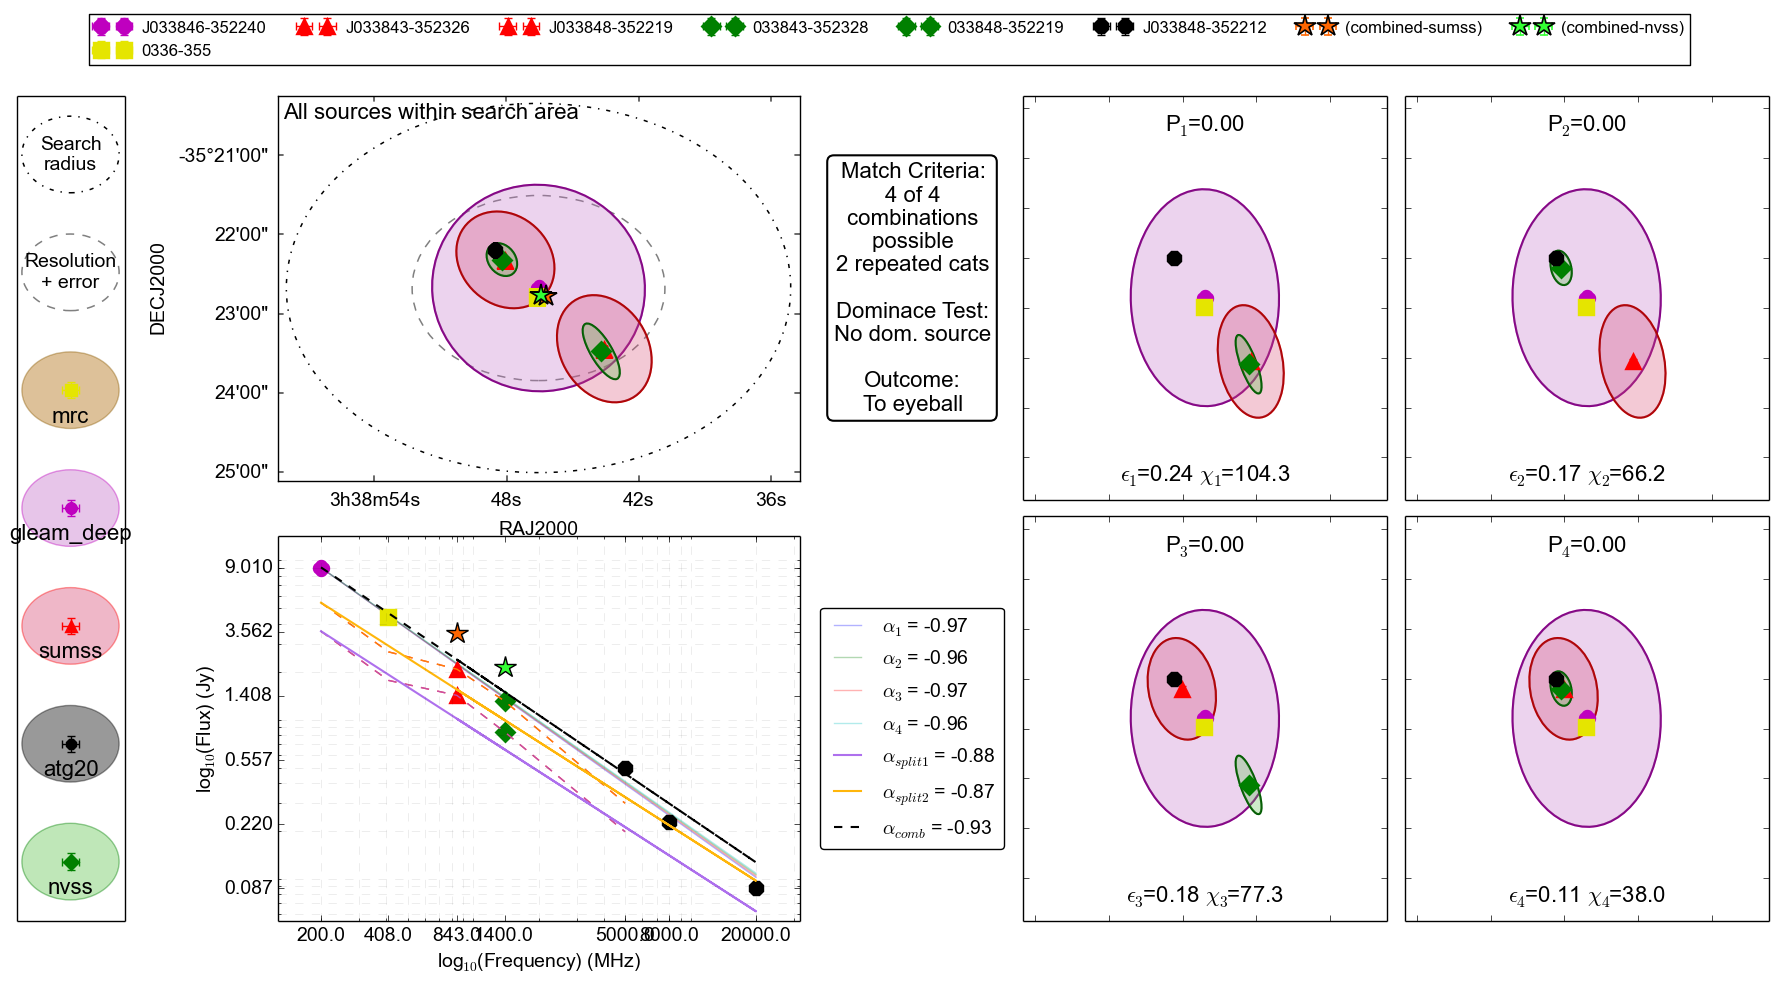 J033846-352240
J033843-352326
J033848-352219
033843-352328
033848-352219
J033848-352212
(combined-sumss)
(combined-nvss)
0336-355
Search
radius
Resolution
+ error
mrc
gleam_deep
sumss
atg20
nvss
All sources within search area
DECJ2000
-35°21'00"
22'00"
23'00"
24'00"
25'00"
3h38m54s
48s
42s
36s
RAJ2000
Match Criteria:
4 of 4
combinations
possible
2 repeated cats
Dominace Test:
No dom. source
Outcome:
To eyeball
P1=0.00
ϵ1=0.24 χ1=104.3
P2=0.00
ϵ2=0.17 χ2=66.2
P3=0.00
ϵ3=0.18 χ3=77.3
P4=0.00
ϵ4=0.11 χ4=38.0
log10(Flux) (Jy)
9.010
3.562
1.408
0.557
0.220
0.087
200.0
408.0
843.0
1400.0
5000.0
8000.0
20000.0
log10(Frequency) (MHz)
α1 = -0.97
α2 = -0.96
α3 = -0.97
α4 = -0.96
αsplit1 = -0.88
αsplit2 = -0.87
αcomb = -0.93